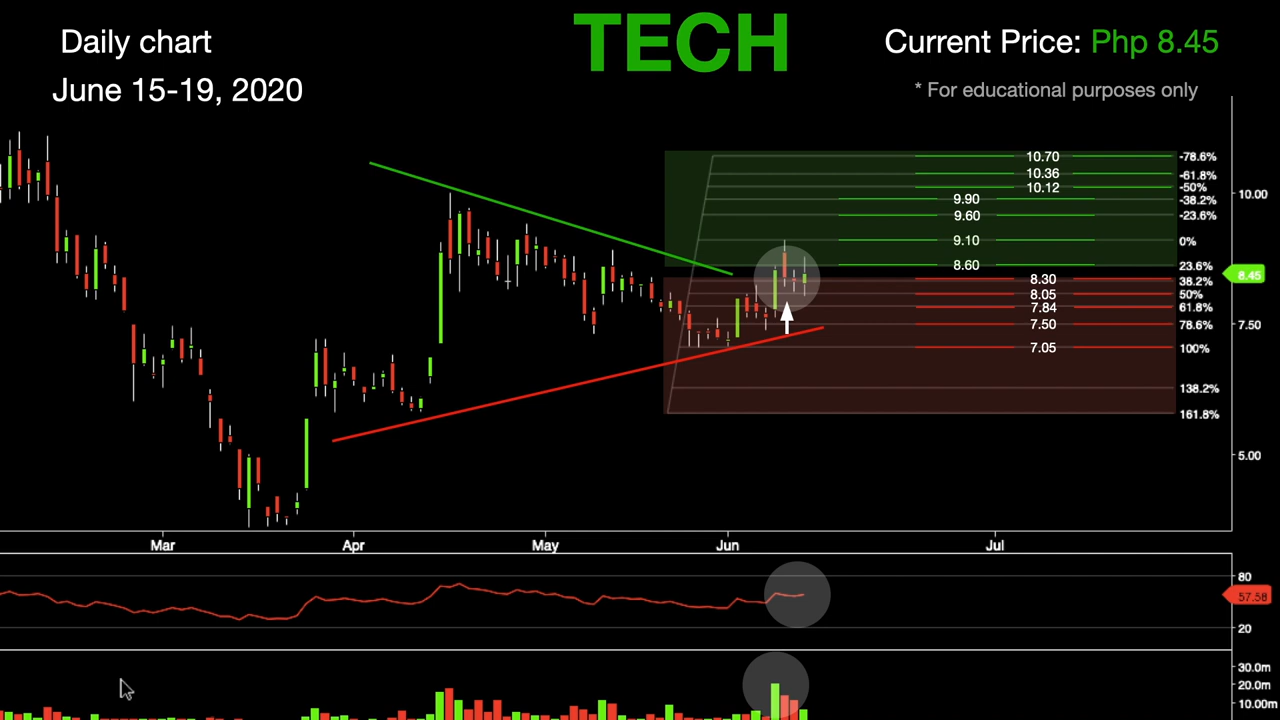 TECH
Daily chart
June 15-19, 2020
Current Price: Php 8.45
* For educational purposes only
10.70 -78.6%
10.36 -61.8%
10.12 -50%
9.90 -38.2%
9.60 -23.6%
9.10 0%
8.60 23.6%
8.30 38.2%
8.05 50%
7.84 61.8%
7.50 78.6%
7.05 100%
138.2%
161.8%
10.00
8.45
7.50
5.00
Mar Apr May Jun Jul
80
57.58
20
30.0m
20.0m
10.00m